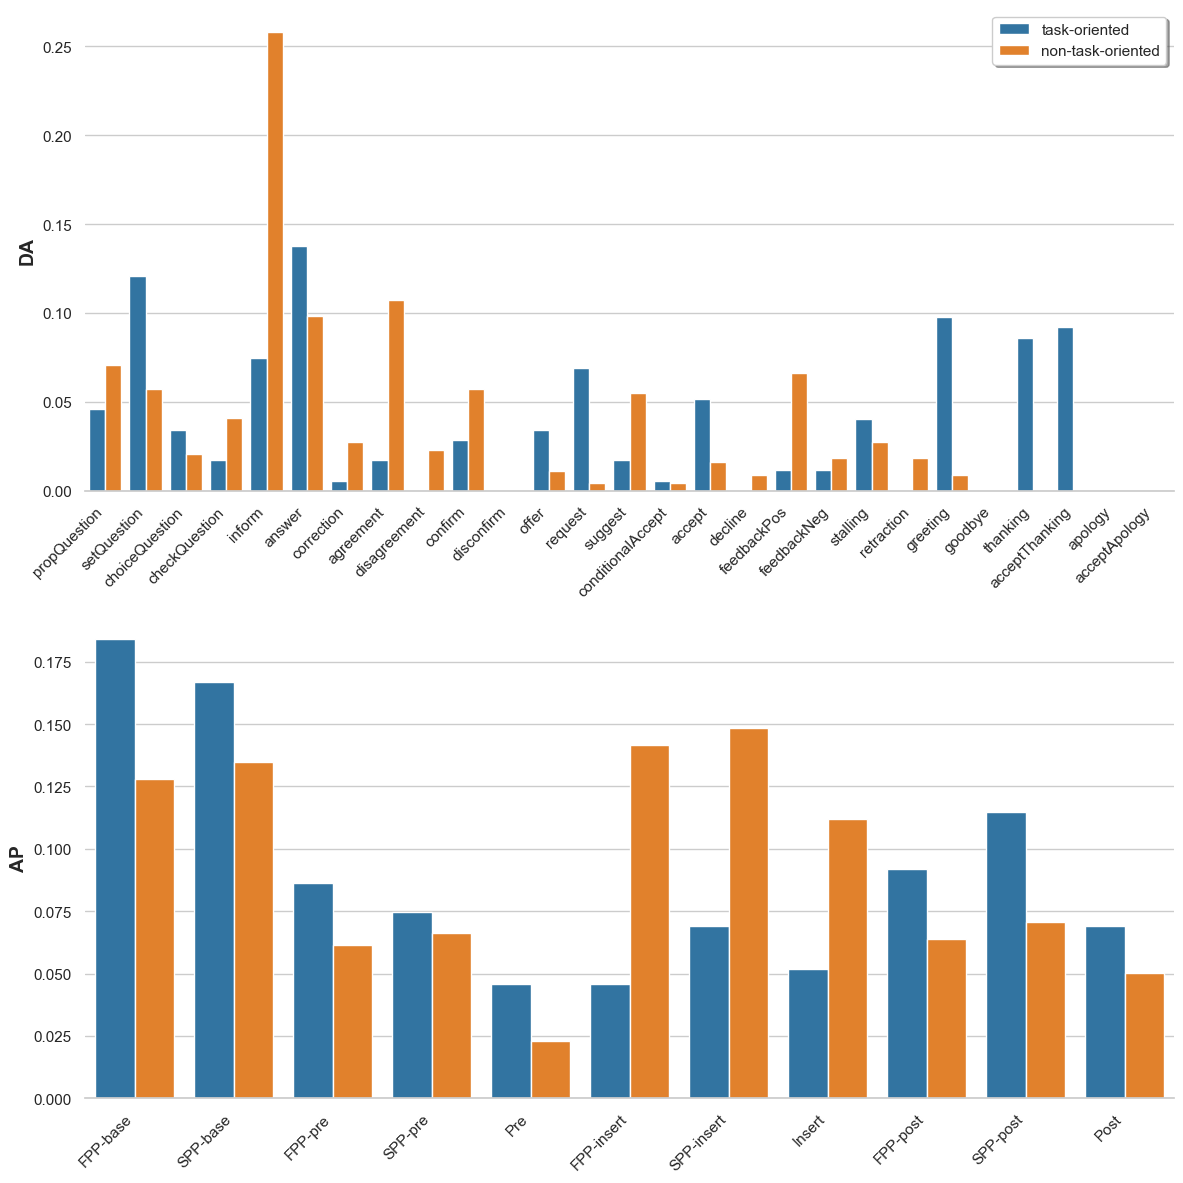 task-oriented
non-task-oriented
DA
0.25
0.20
0.15
0.10
0.05
0.00
propQuestion
setQuestion
choiceQuestion
checkQuestion
inform
answer
correction
agreement
disagreement
confirm
disconfirm
offer
request
suggest
conditionalAccept
accept
decline
feedbackPos
feedbackNeg
stalling
retraction
greeting
goodbye
thanking
acceptThanking
apology
acceptApology
AP
0.175
0.150
0.125
0.100
0.075
0.050
0.025
0.000
FPP-base
SPP-base
FPP-pre
SPP-pre
Pre
FPP-insert
SPP-insert
Insert
FPP-post
SPP-post
Post